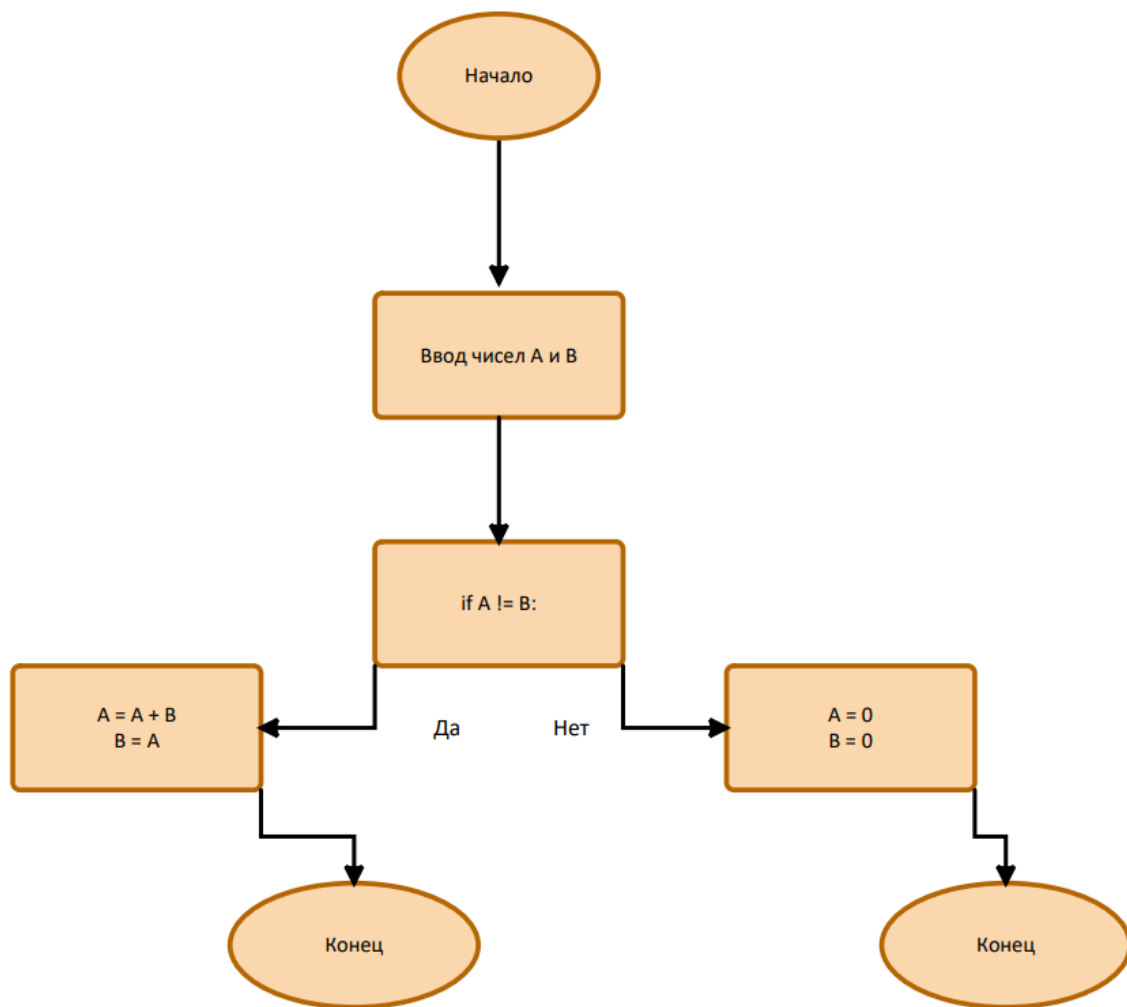 Начало
Ввод чисел A и B
if A != B:
A = A + B
B = A
Да
Нет
A = 0
B = 0
Конец
Конец